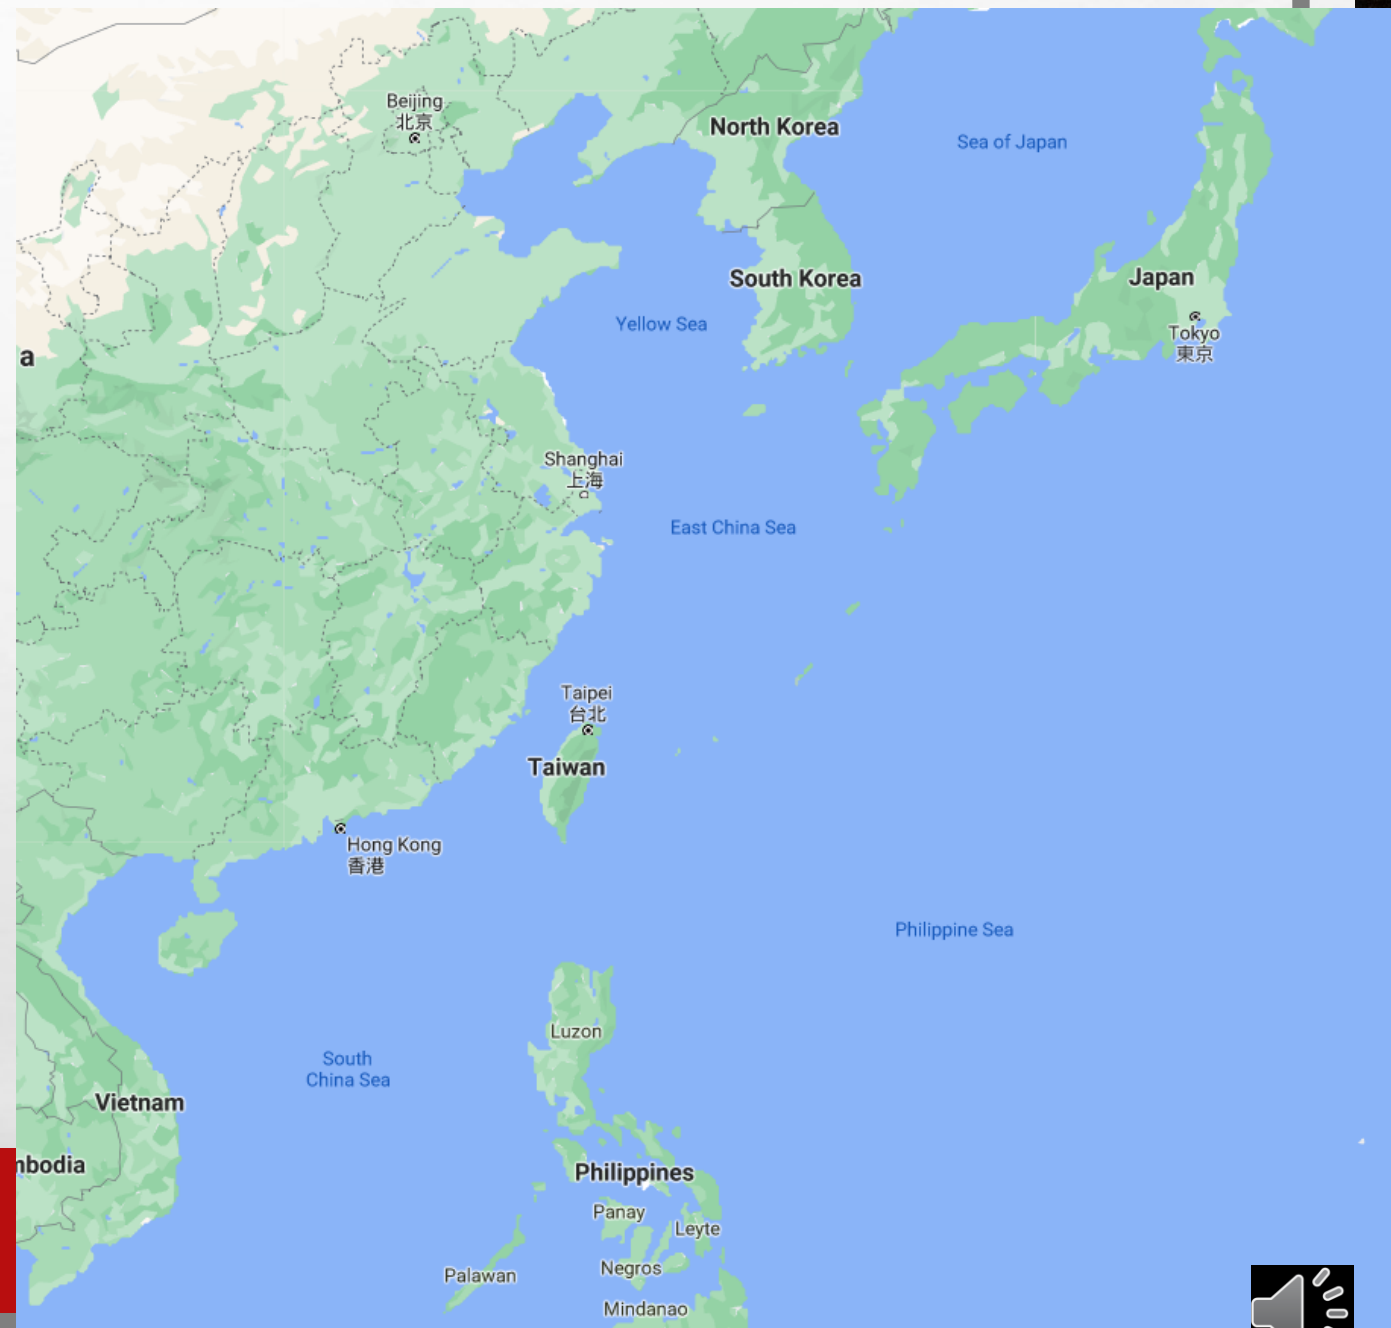 Beijing
北京
North Korea
Sea of Japan
South Korea
Japan
Yellow Sea
Tokyo
東京
a
Shanghai
上海
East China Sea
Taipei
台北
Taiwan
Hong Kong
香港
Philippine Sea
Luzon
South
China Sea
Vietnam
mbodia
Philippines
Panay
Leyte
Negros
Palawan
Mindanao